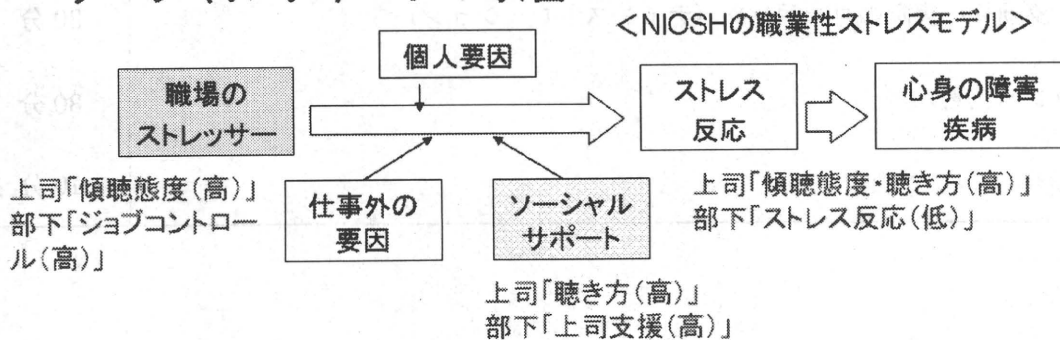 <NIOSHの職業性ストレスモデル>
個人要因
職場の
ストレッサー
ストレス
反応
心身の障害
疾病
上司「傾聴態度(高)」
部下「ジョブコントロー
ル(高)」
仕事外の
要因
ソーシャル
サポート
上司「傾聴態度・聴き方(高)」
部下「ストレス反応(低)」
上司「聴き方(高)」
部下「上司支援(高)」